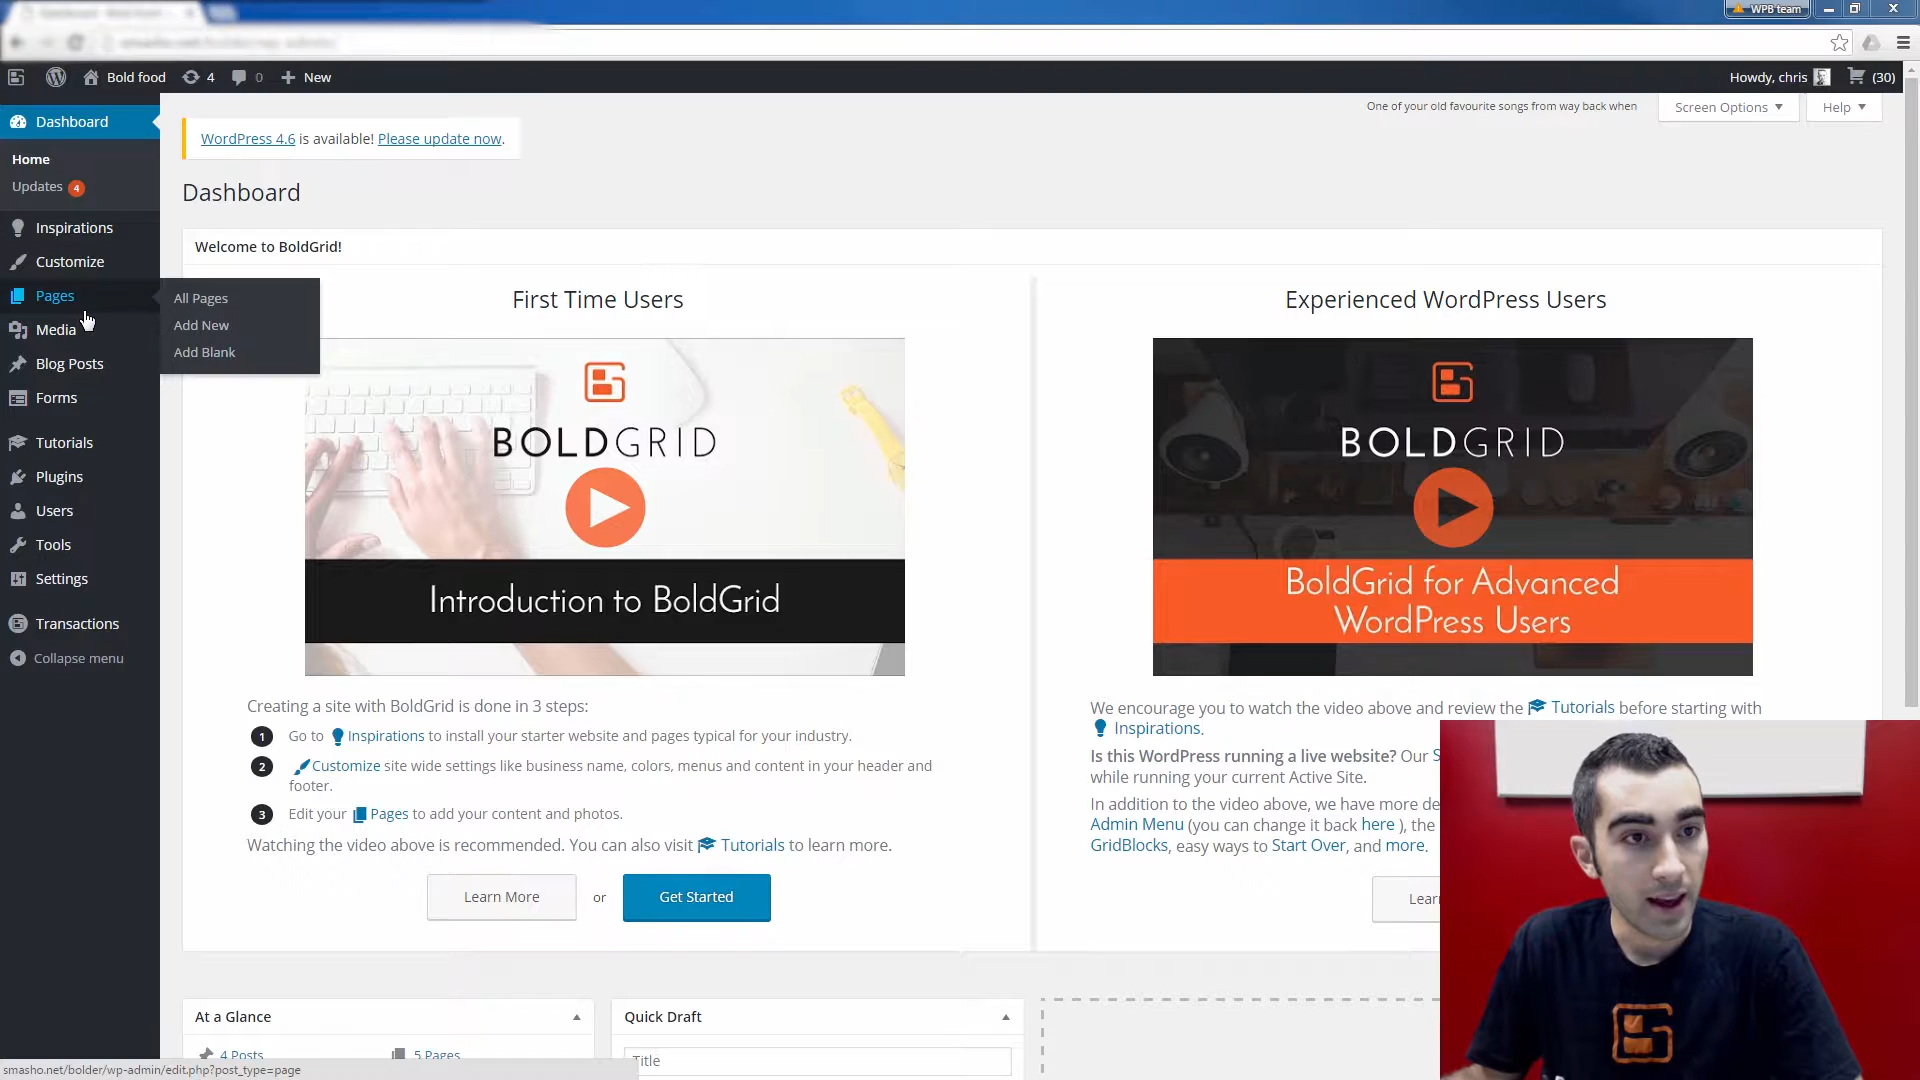 WPB team
Bold food
4
0
New
Howdy, chris
(30)
Dashboard
Home
Updates 4
Inspirations
Customize
Pages
Media
Blog Posts
Forms
Tutorials
Plugins
Users
Tools
Settings
Transactions
Collapse menu
All Pages
Add New
Add Blank
One of your old favourite songs from way back when
Screen Options
Help
WordPress 4.6 is available! Please update now.
Dashboard
Welcome to BoldGrid!
First Time Users
BOLDGRID
Introduction to BoldGrid
Creating a site with BoldGrid is done in 3 steps:
1 Go to Inspirations to install your starter website and pages typical for your industry.
2 Customize site wide settings like business name, colors, menus and content in your header and
footer.
3 Edit your Pages to add your content and photos.
Watching the video above is recommended. You can also visit Tutorials to learn more.
Learn More
or
Get Started
Experienced WordPress Users
BOLDGRID
BoldGrid for Advanced
WordPress Users
We encourage you to watch the video above and review the Tutorials before starting with
Inspirations.
Is this WordPress running a live website? Our
while running your current Active Site.
In addition to the video above, we have more
Admin Menu (you can change it back here ), the
GridBlocks, easy ways to Start Over, and more.
At a Glance
4 Posts
5 Pages
Quick Draft
Title
smasho.net/bolder/wp-admin/edit.php?post_type=page